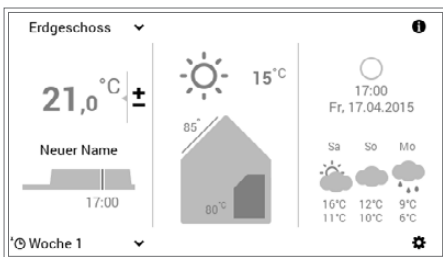 Erdgeschoss
21,0 °C ±
Neuer Name
17:00
Woche 1
15°C
85°
00°C
17:00
Fr, 17.04.2015
Sa So Mo
16°C 12°C 9°C
11°C 10°C 6°C